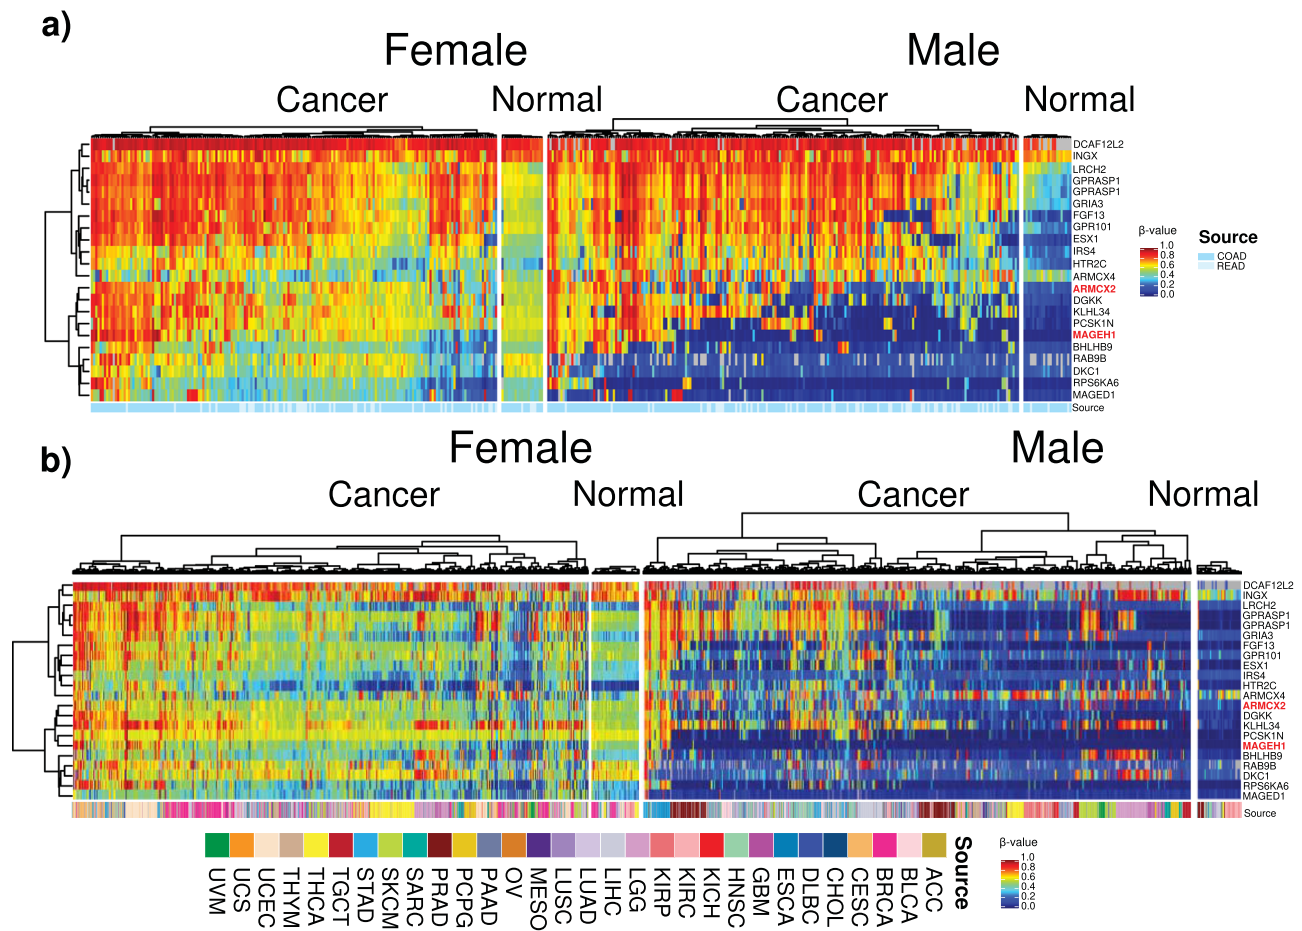 a)
Female
Male
Cancer
Normal
Cancer
Normal
DCAF12L2
INGX
LRCH2
GPRASP1
GPRASP1
GRIA3
FGF13
GPR101
ESX1
IRS4
HTR2C
ARMCX4
ARMCX2
DGKK
KLHL34
PCSK1N
MAGEH1
BHLHB9
RAB9B
DKC1
RPS6KA6
MAGED1
Source
β-value
1.0
0.8
0.6
0.4
0.2
0.0
Source
COAD
READ
b)
Female
Male
Cancer
Normal
Cancer
Normal
DCAF12L2
INGX
LRCH2
GPRASP1
GPRASP1
GRIA3
FGF13
GPR101
ESX1
IRS4
HTR2C
ARMCX4
ARMCX2
DGKK
KLHL34
PCSK1N
MAGEH1
BHLHB9
RAB9B
DKC1
RPS6KA6
MAGED1
Source
UVM
UCS
UCEC
THYM
THCA
TGCT
STAD
SKCM
SARC
PRAD
PCPG
PAAD
OV
MESO
LUSC
LUAD
LIHC
LGG
KIRP
KIRC
KICH
HNSC
GBM
ESCA
DLBC
CHOL
CESC
BRCA
BLCA
ACC
Source
β-value
1.0
0.8
0.6
0.4
0.2
0.0